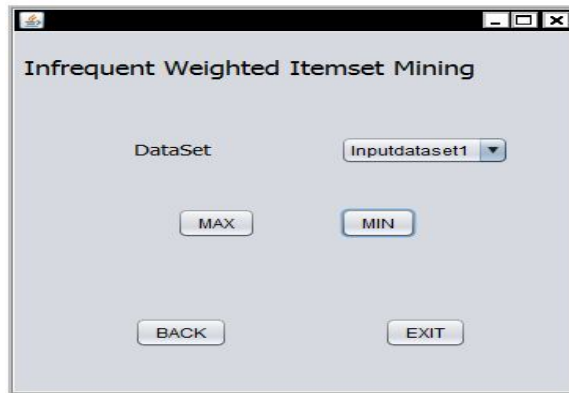 Infrequent Weighted Itemset Mining
DataSet Inputdataset1
MAX MIN
BACK EXIT